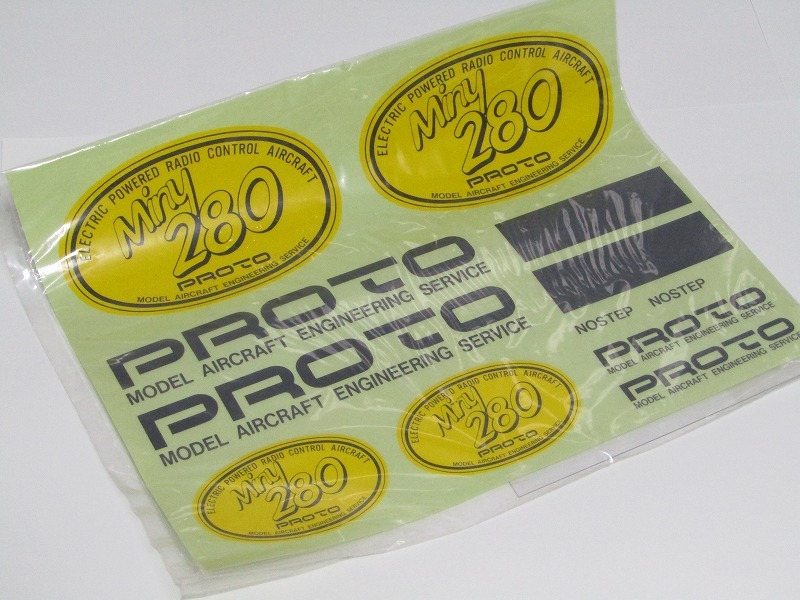 ELECTRIC POWERED RADIO CONTROL AIRCRAFT
Miny
280
PROTO
MODEL AIRCRAFT ENGINEERING SERVICE
ELECTRIC POWERED RADIO CONTROL AIRCRAFT
Miny
280
PROTO
MODEL AIRCRAFT ENGINEERING SERVICE
PROTO
MODEL AIRCRAFT ENGINEERING SERVICE
PROTO
MODEL AIRCRAFT ENGINEERING SERVICE
NOSTEP NOSTEP
PROTO
MODEL AIRCRAFT ENGINEERING SERVICE
PROTO
MODEL AIRCRAFT ENGINEERING SERVICE
ELECTRIC POWERED RADIO CONTROL AIRCRAFT
Miny
280
PROTO
MODEL AIRCRAFT ENGINEERING SERVICE
ELECTRIC POWERED RADIO CONTROL AIRCRAFT
Miny
280
PROTO
MODEL AIRCRAFT ENGINEERING SERVICE